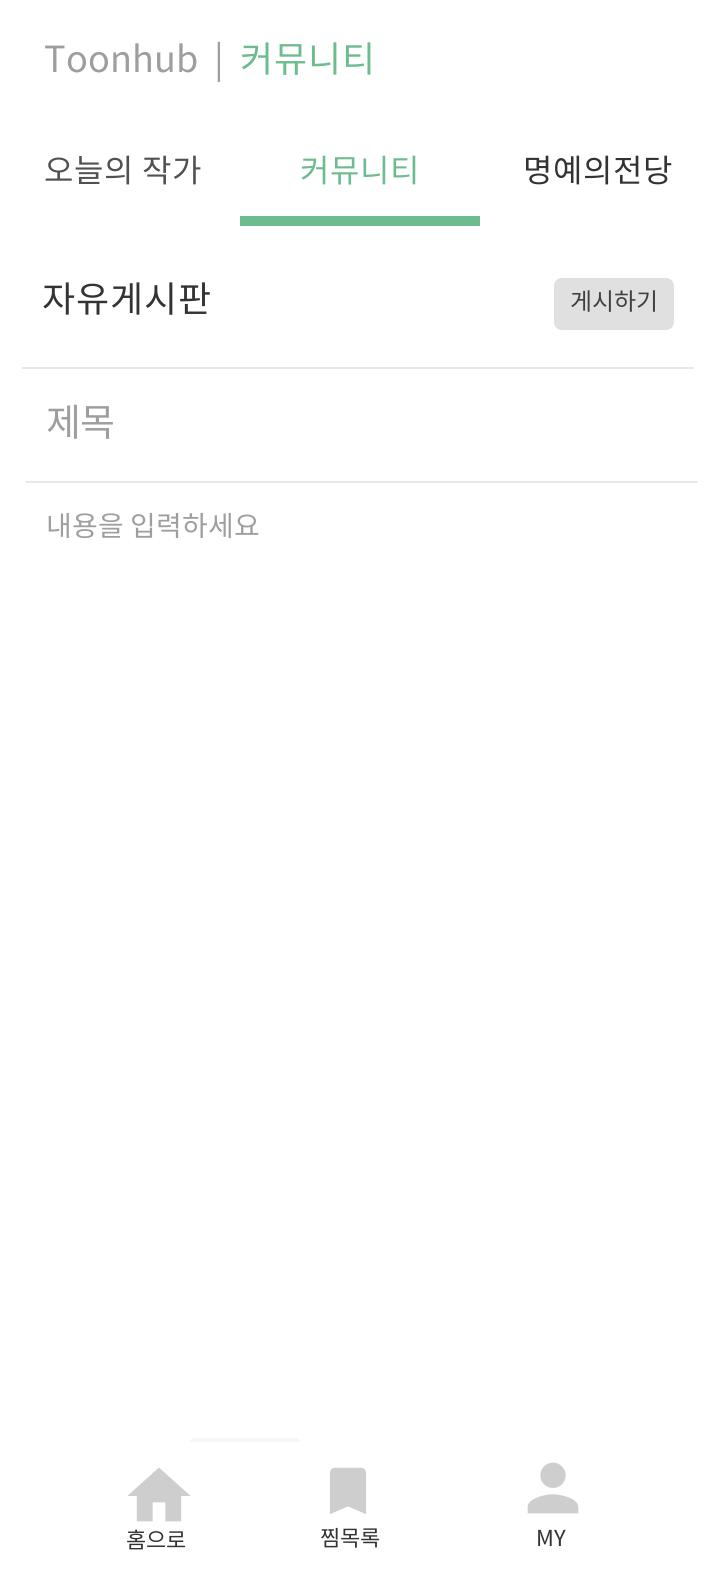 Toonhub | 커뮤니티
오늘의 작가 커뮤니티 명예의전당
자유게시판 게시하기
제목
내용을 입력하세요
홈으로 찜목록 MY